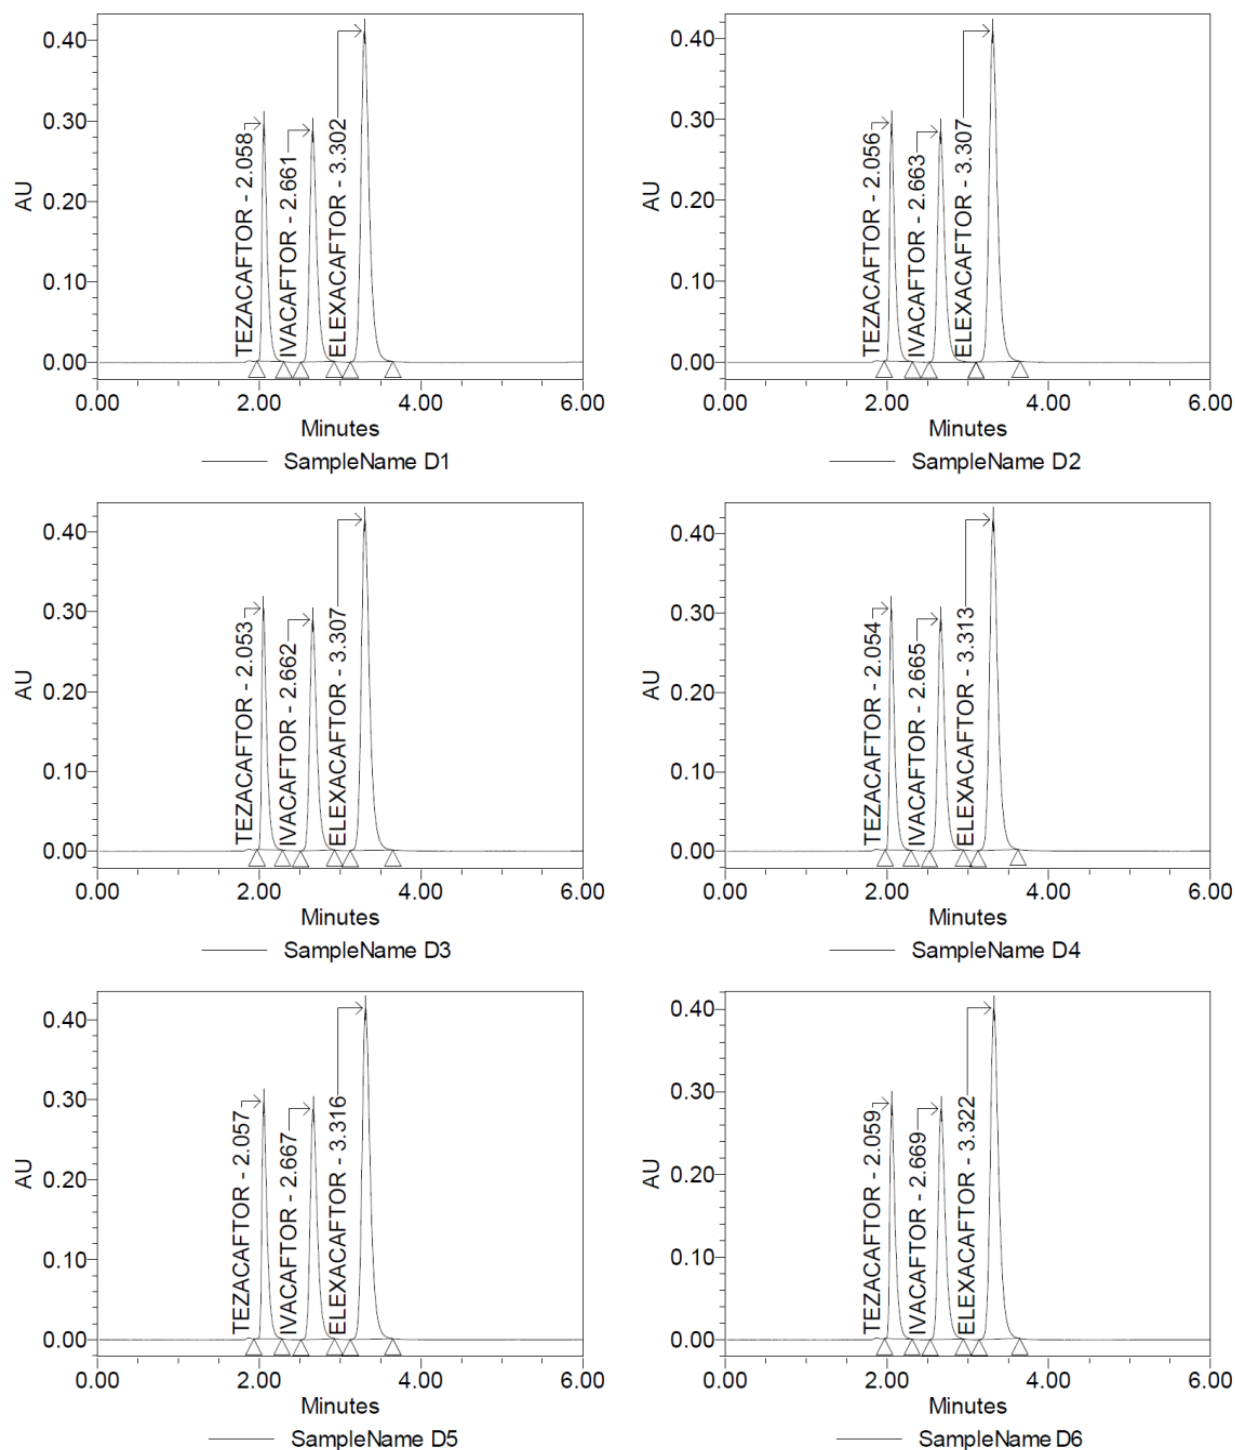 0.40
0.30
0.20
0.10
0.00
AU
TEZACAFTOR - 2.058
IVACAFTOR - 2.661
ELEXACAFTOR - 3.302
0.00 2.00 4.00 6.00
Minutes
SampleName D1
0.40
0.30
0.20
0.10
0.00
AU
TEZACAFTOR - 2.056
IVACAFTOR - 2.663
ELEXACAFTOR - 3.307
0.00 2.00 4.00 6.00
Minutes
SampleName D2
0.40
0.30
0.20
0.10
0.00
AU
TEZACAFTOR - 2.053
IVACAFTOR - 2.662
ELEXACAFTOR - 3.307
0.00 2.00 4.00 6.00
Minutes
SampleName D3
0.40
0.30
0.20
0.10
0.00
AU
TEZACAFTOR - 2.054
IVACAFTOR - 2.665
ELEXACAFTOR - 3.313
0.00 2.00 4.00 6.00
Minutes
SampleName D4
0.40
0.30
0.20
0.10
0.00
AU
TEZACAFTOR - 2.057
IVACAFTOR - 2.667
ELEXACAFTOR - 3.316
0.00 2.00 4.00 6.00
Minutes
SampleName D5
0.40
0.30
0.20
0.10
0.00
AU
TEZACAFTOR - 2.059
IVACAFTOR - 2.669
ELEXACAFTOR - 3.322
0.00 2.00 4.00 6.00
Minutes
SampleName D6